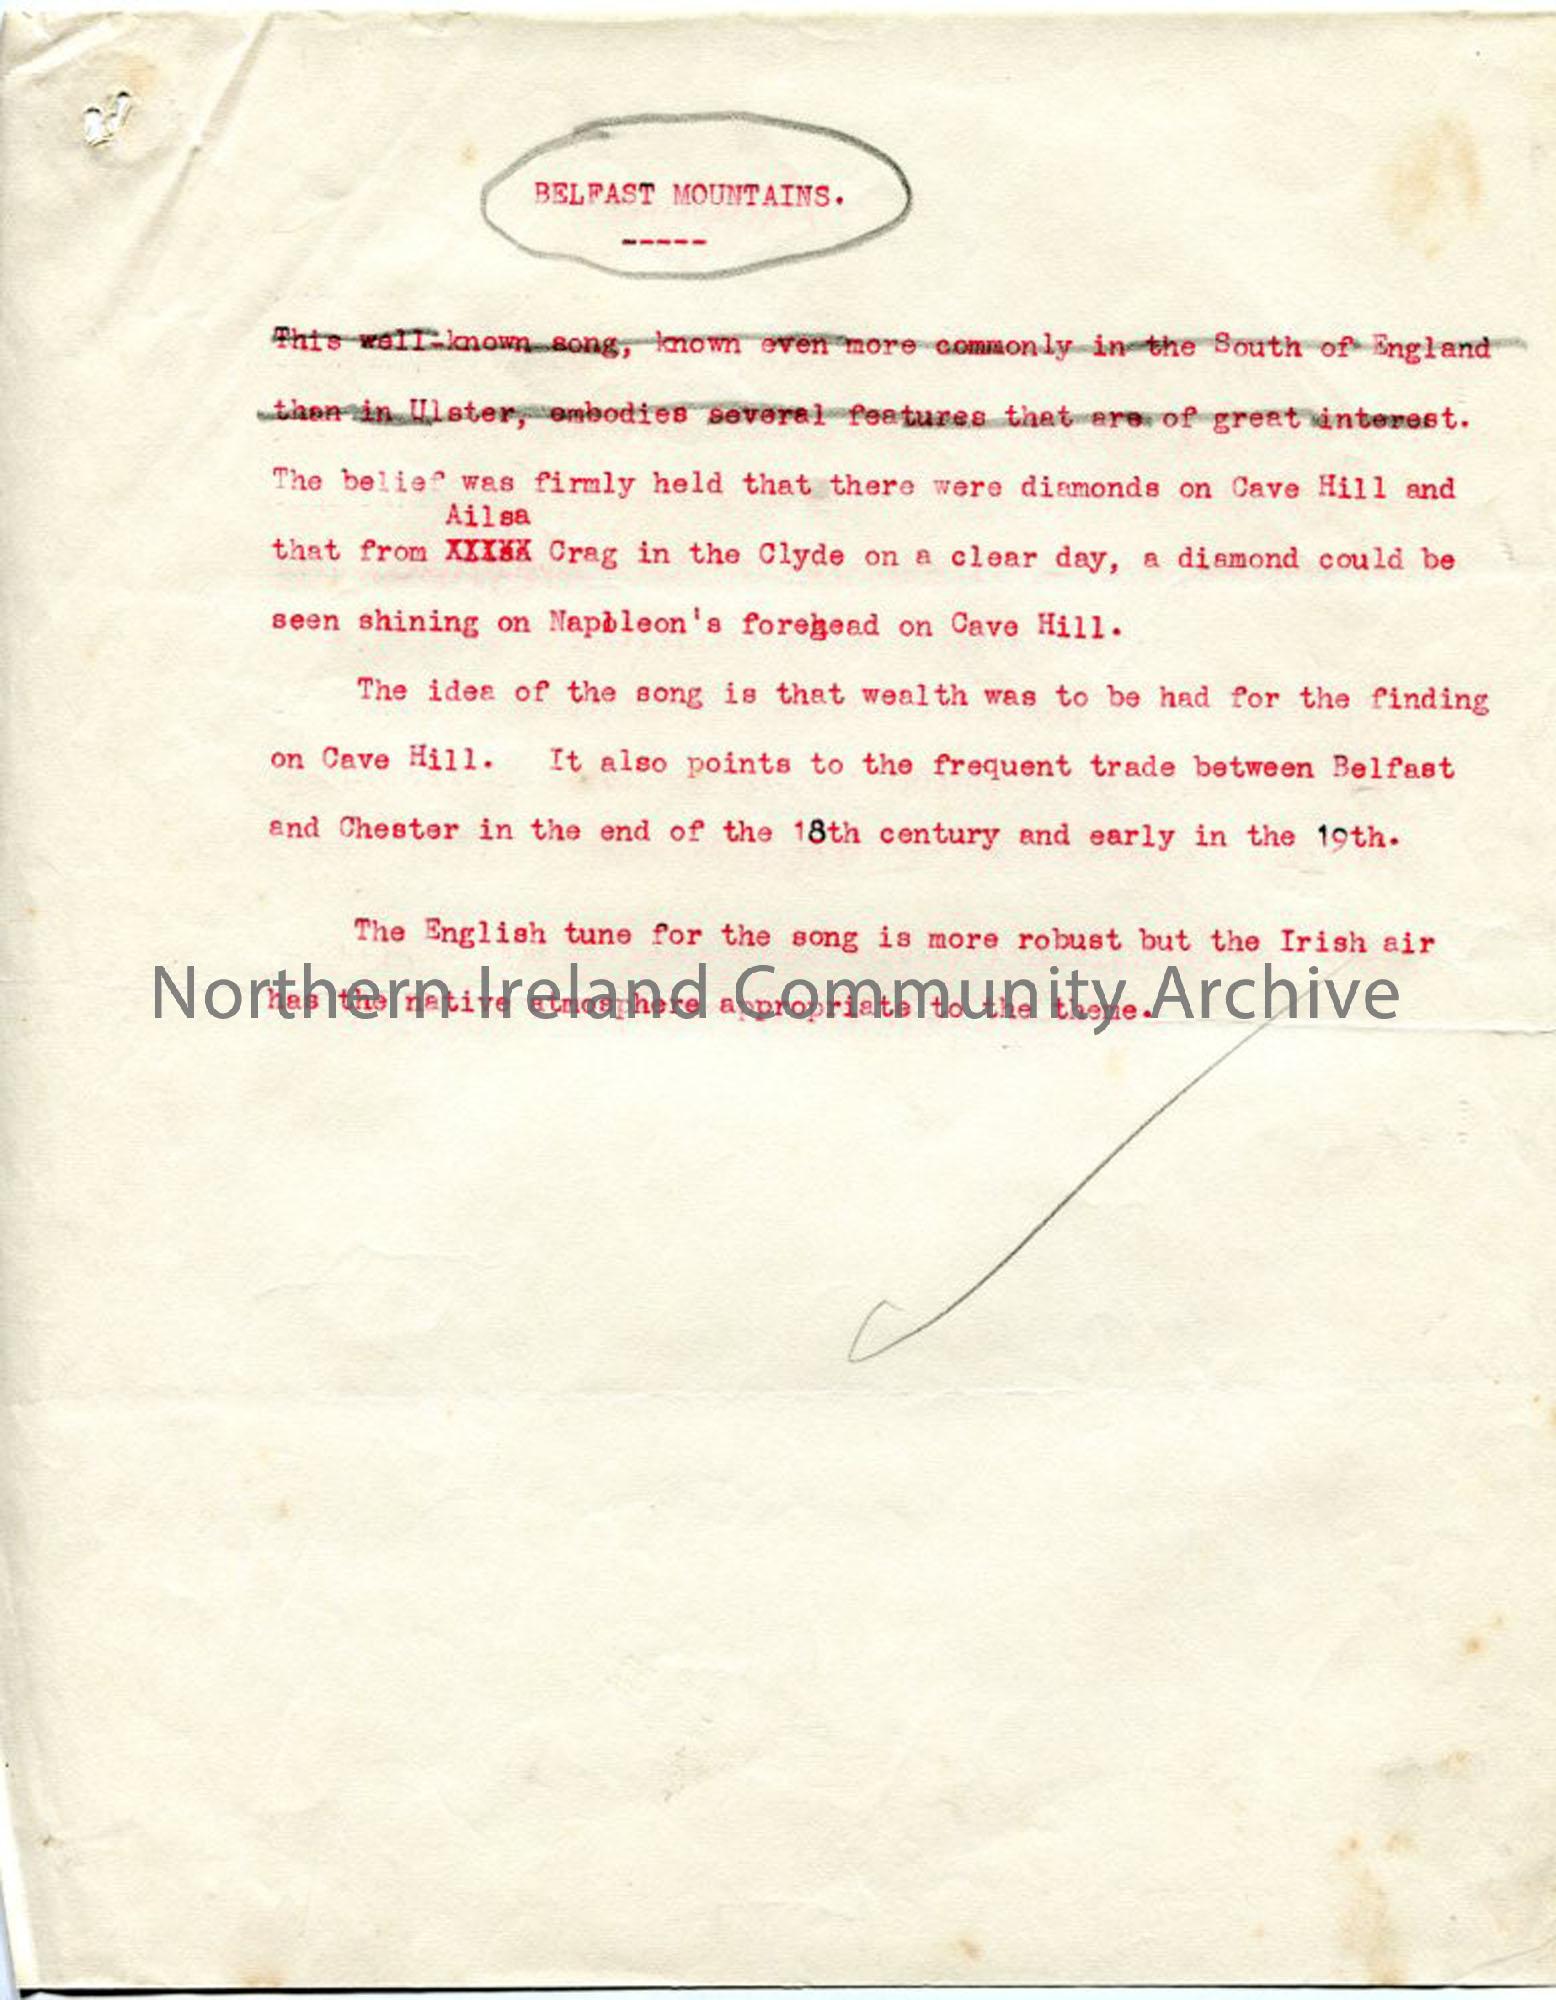 BELFAST MOUNTAINS.
-----
This well-known song, known even more commonly in the South of England
than in Ulster, embodies several features that are of great interest.
The belief was firmly held that there were diamonds on Cave Hill and
Ailsa
that from XXXXX Crag in the Clyde on a clear day, a diamond could be
seen shining on Napoleon's forehead on Cave Hill.
The idea of the song is that wealth was to be had for the finding
on Cave Hill. It also points to the frequent trade between Belfast
and Chester in the end of the 18th century and early in the 19th.
The English tune for the song is more robust but the Irish air
has the native atmosphere appropriate to the theme.
Northern Ireland Community Archive